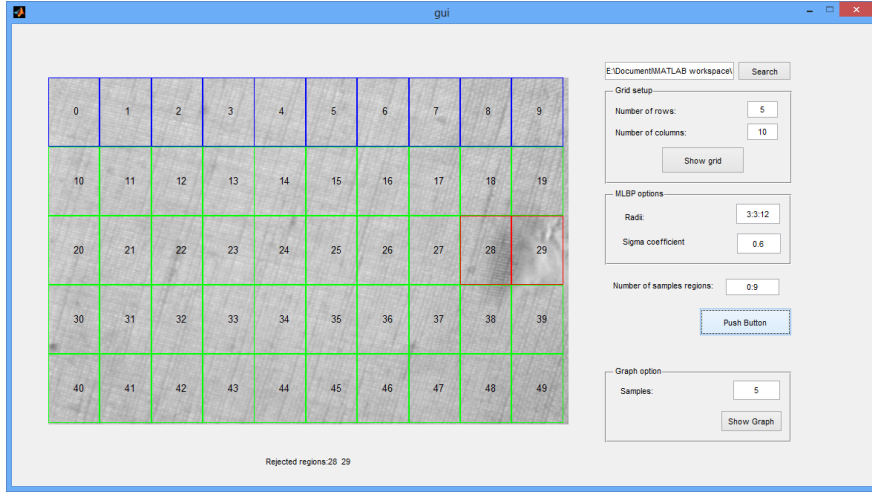 gui
E:\Document\MATLAB workspace\
Search
Grid setup
Number of rows:
5
Number of columns:
10
Show grid
0 1 2 3 4 5 6 7 8 9
10 11 12 13 14 15 16 17 18 19
20 21 22 23 24 25 26 27 28 29
30 31 32 33 34 35 36 37 38 39
40 41 42 43 44 45 46 47 48 49
MLBP options
Radii:
3:3:12
Sigma coefficient
0.6
Number of samples regions:
0:9
Push Button
Graph option
Samples:
5
Show Graph
Rejected regions:28 29